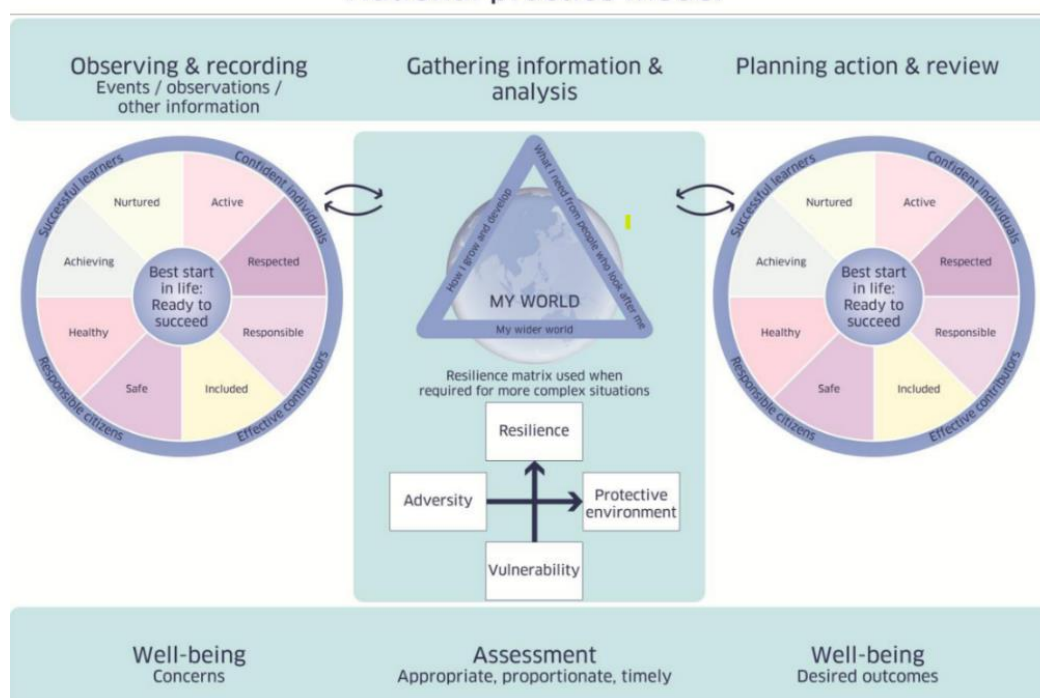 Observing & recording
Events / observations /
other information
Gathering information &
analysis
Planning action & review
Successful learners
Confident individuals
Nurtured
Active
Achieving
Respected
Best start
in life:
Ready to
succeed
Healthy
Responsible
Safe
Included
Responsible citizens
Effective contributors
How I grow and develop
What I need from people who look after me
MY WORLD
My wider world
Resilience matrix used when
required for more complex situations
Resilience
Adversity
Protective
environment
Vulnerability
Successful learners
Confident individuals
Nurtured
Active
Achieving
Respected
Best start
in life:
Ready to
succeed
Healthy
Responsible
Safe
Included
Responsible citizens
Effective contributors
Well-being
Concerns
Assessment
Appropriate, proportionate, timely
Well-being
Desired outcomes